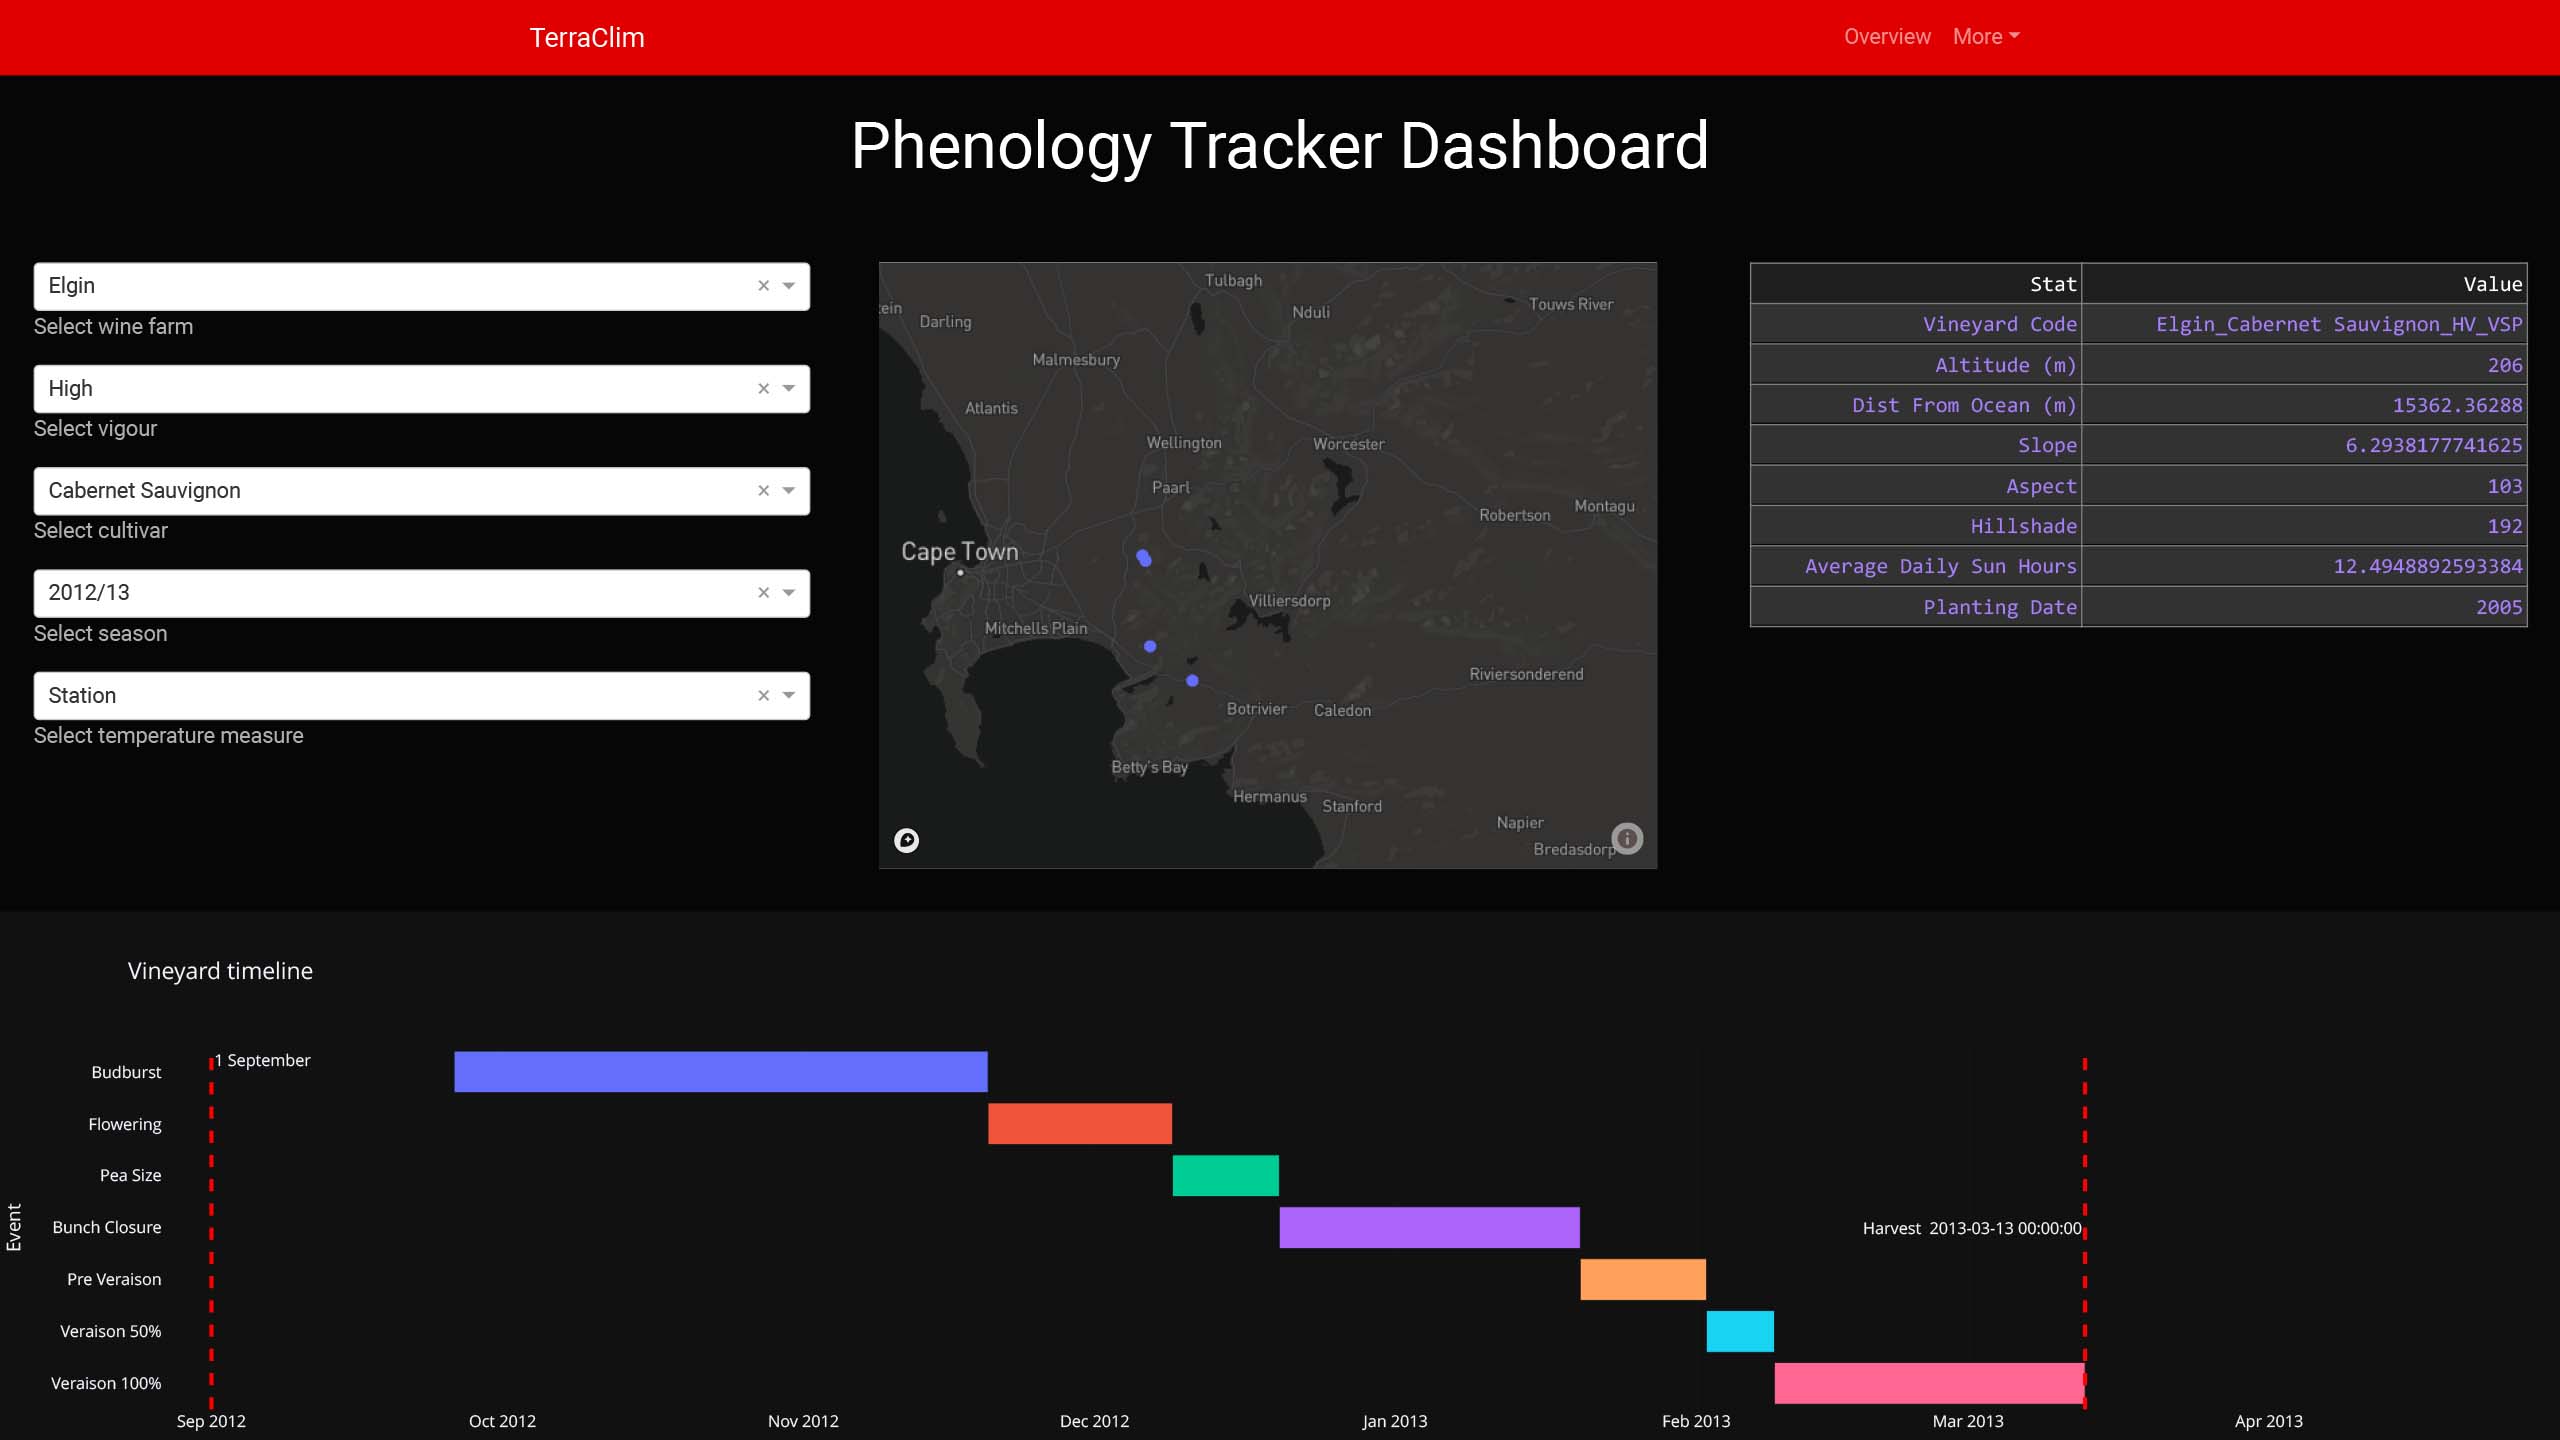 TerraClim
Overview More
Phenology Tracker Dashboard
Elgin
Select wine farm
High
Select vigour
Cabernet Sauvignon
Select cultivar
2012/13
Select season
Station
Select temperature measure
Tulbagh
Touws River
ein
Darling
Nduli
Malmesbury
Atlantis
Wellington
Worcester
Paarl
Montagu
Robertson
Cape Town
Villiersdorp
Mitchells Plain
Riviersonderend
Botrivier
Caledon
Betty's Bay
Hermanus
Stanford
Napier
Bredasdorp
Stat Value
Vineyard Code Elgin_Cabernet Sauvignon_HV_VSP
Altitude (m) 206
Dist From Ocean (m) 15362.36288
Slope 6.2938177741625
Aspect 103
Hillshade 192
Average Daily Sun Hours 12.4948892593384
Planting Date 2005
Vineyard timeline
1 September
Budburst
Flowering
Pea Size
Event
Bunch Closure
Harvest 2013-03-13 00:00:00
Pre Veraison
Veraison 50%
Veraison 100%
Sep 2012 Oct 2012 Nov 2012 Dec 2012 Jan 2013 Feb 2013 Mar 2013 Apr 2013